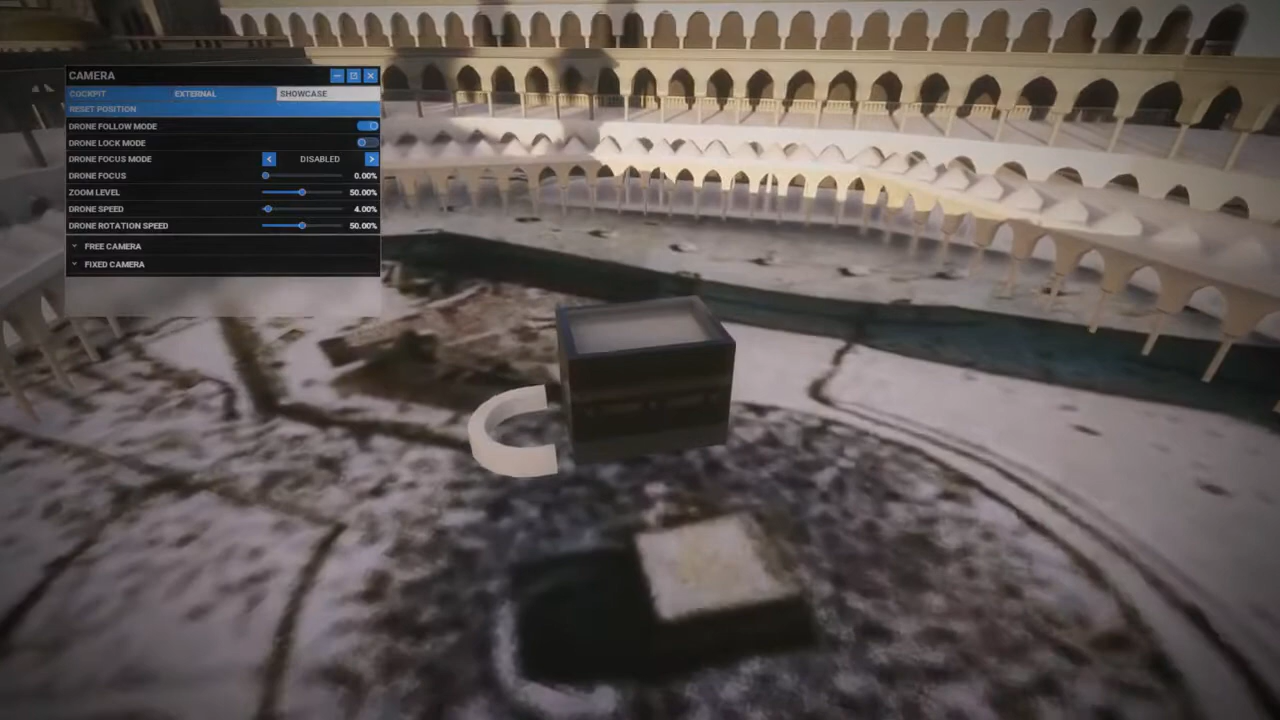 CAMERA
COCKPIT EXTERNAL SHOWCASE
RESET POSITION
DRONE FOLLOW MODE
DRONE LOCK MODE
DRONE FOCUS MODE DISABLED
DRONE FOCUS 0.00%
ZOOM LEVEL 50.00%
DRONE SPEED 4.00%
DRONE ROTATION SPEED 50.00%
FREE CAMERA
FIXED CAMERA